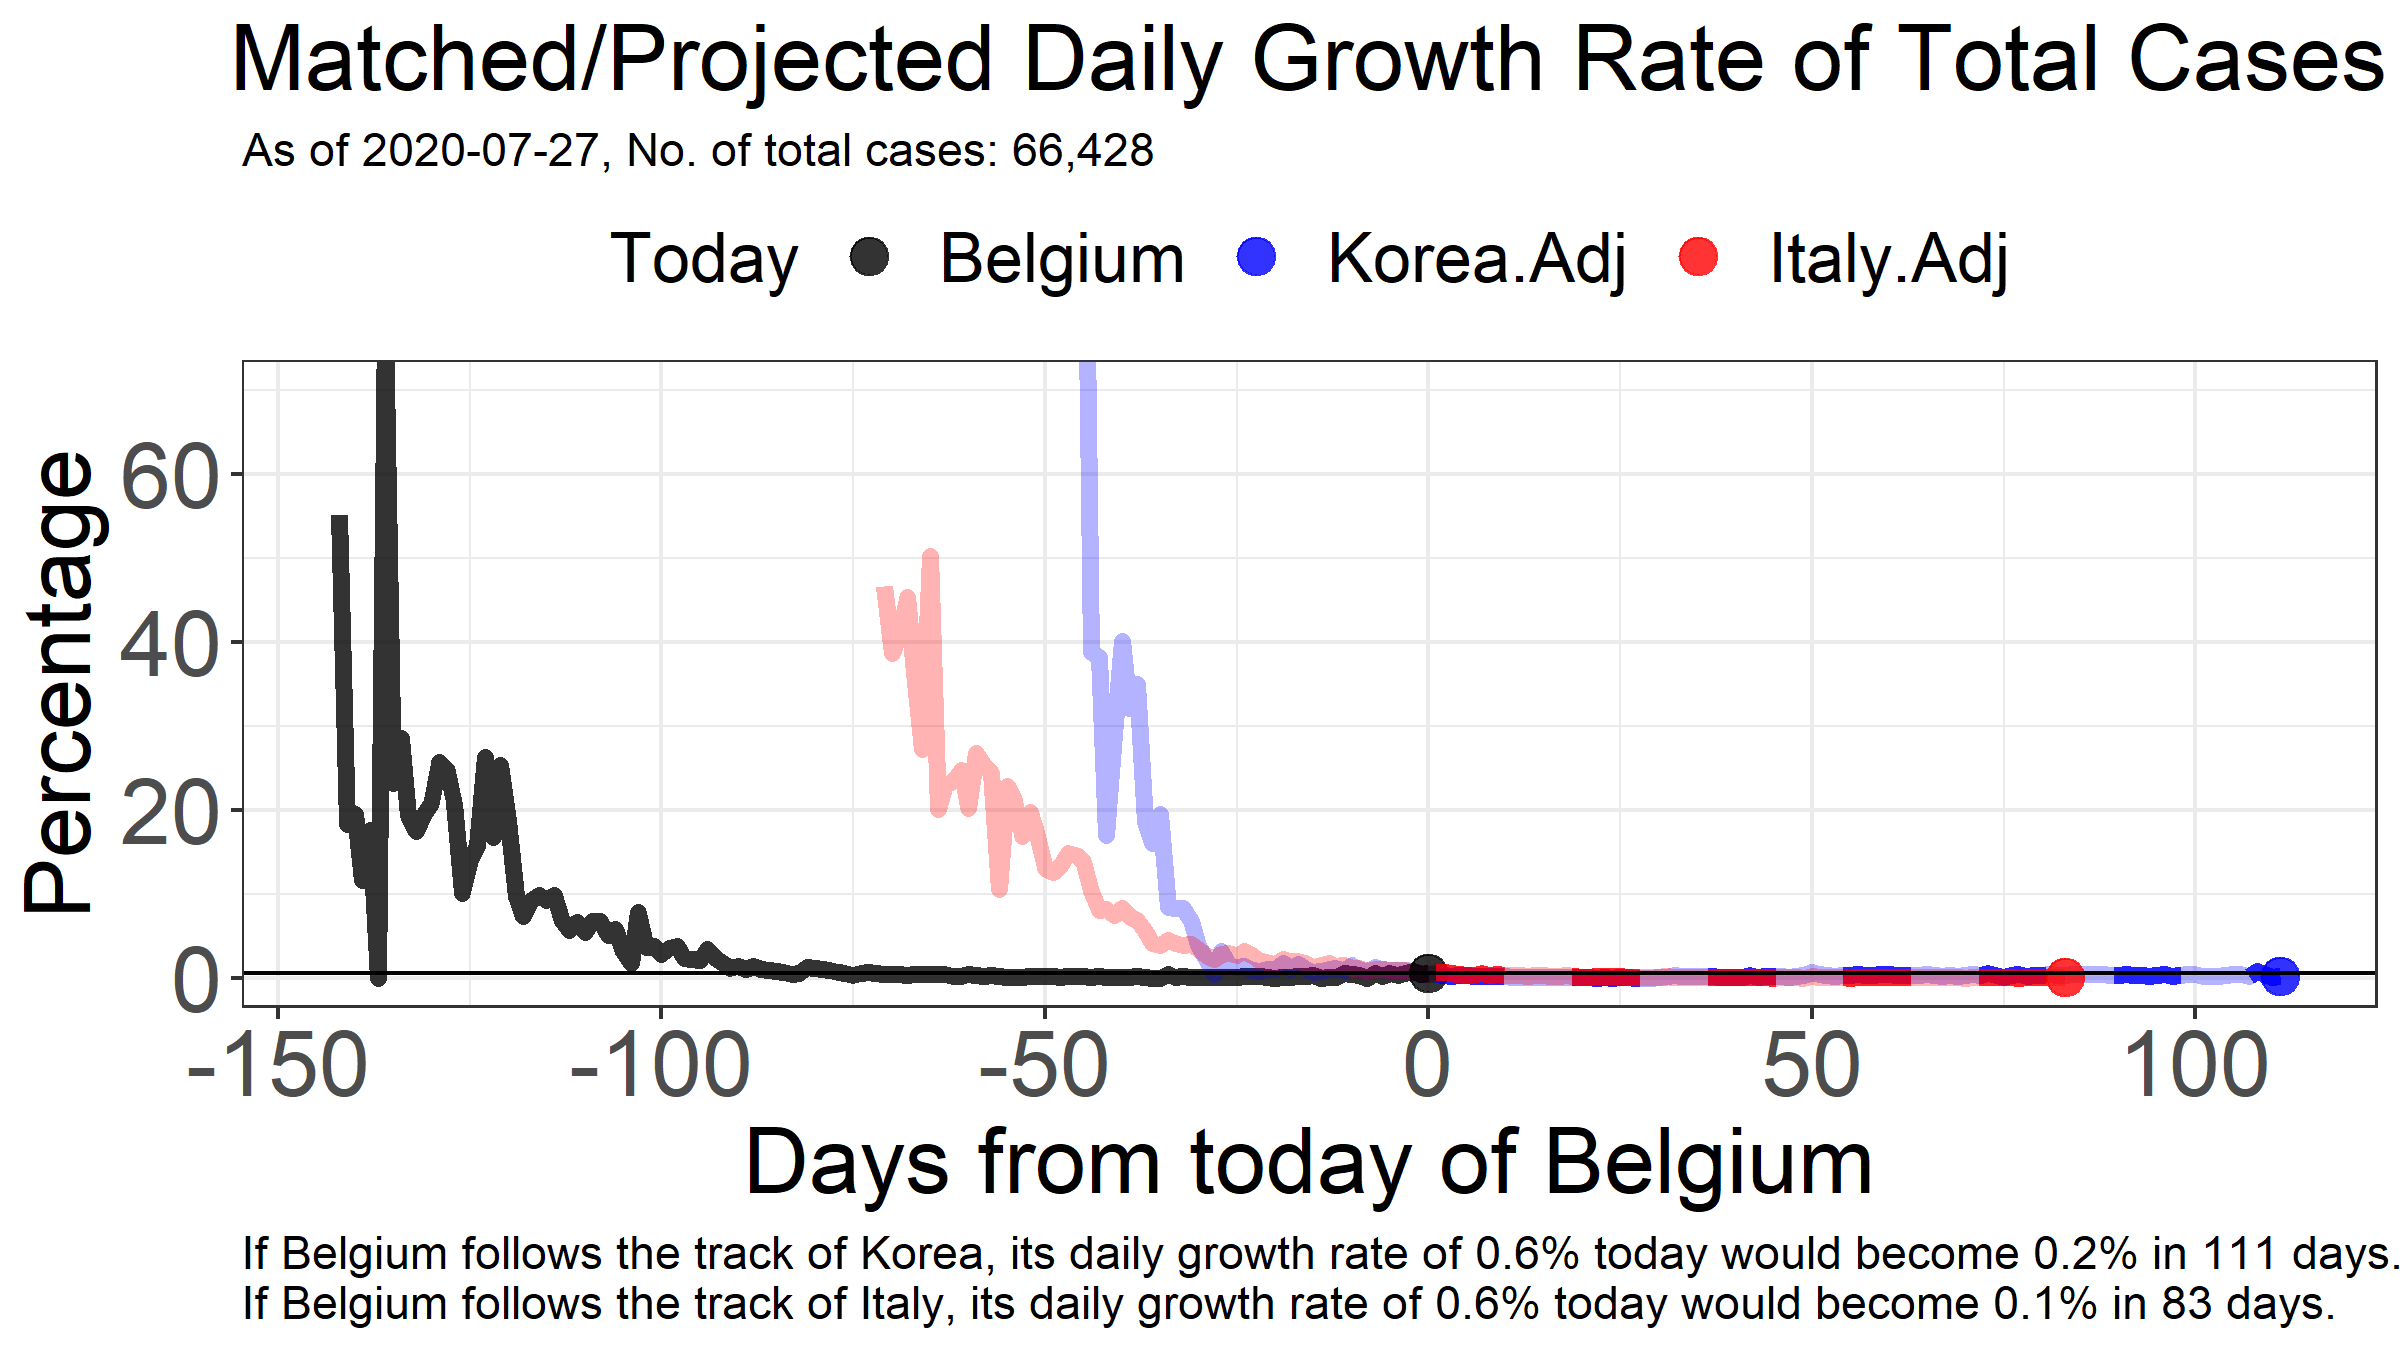 Matched/Projected Daily Growth Rate of Total Cases
As of 2020-07-27, No. of total cases: 66,428
Today Belgium Korea.Adj Italy.Adj
Percentage
60
40
20
0
-150 -100 -50 0 50 100
Days from today of Belgium
If Belgium follows the track of Korea, its daily growth rate of 0.6% today would become 0.2% in 111 days.
If Belgium follows the track of Italy, its daily growth rate of 0.6% today would become 0.1% in 83 days.